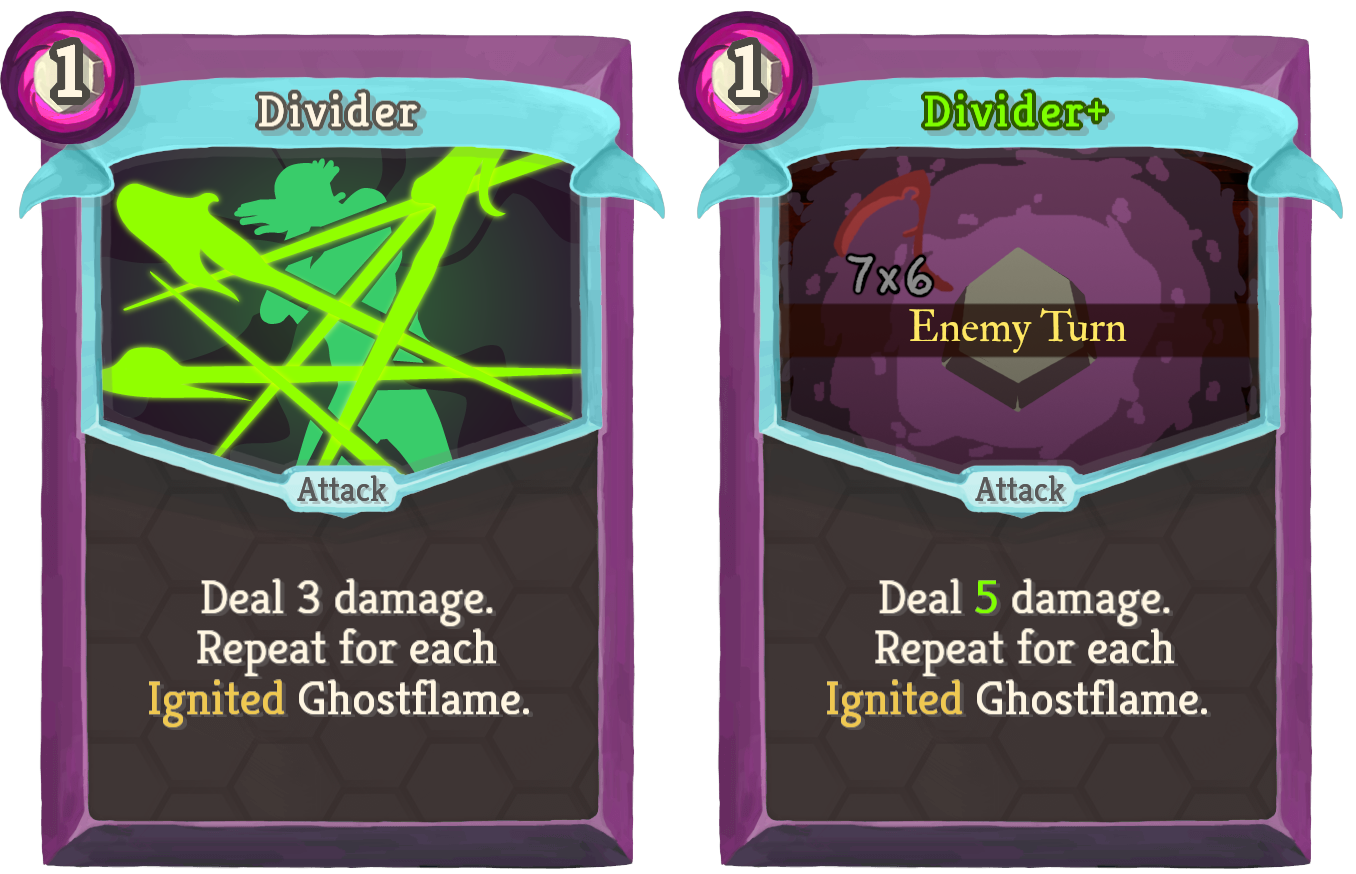 1
Divider
Attack
Deal 3 damage.
Repeat for each
Ignited Ghostflame.
1
Divider+
7x6
Enemy Turn
Attack
Deal 5 damage.
Repeat for each
Ignited Ghostflame.